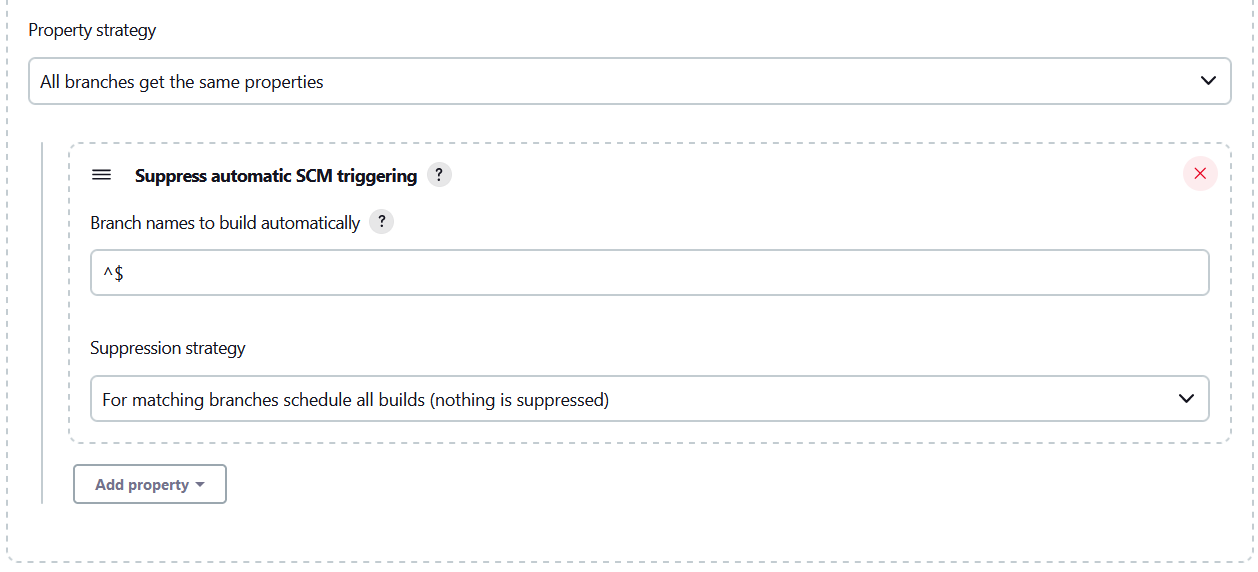 Property strategy
All branches get the same properties
Suppress automatic SCM triggering ?
Branch names to build automatically ?
^$
Suppression strategy
For matching branches schedule all builds (nothing is suppressed)
Add property